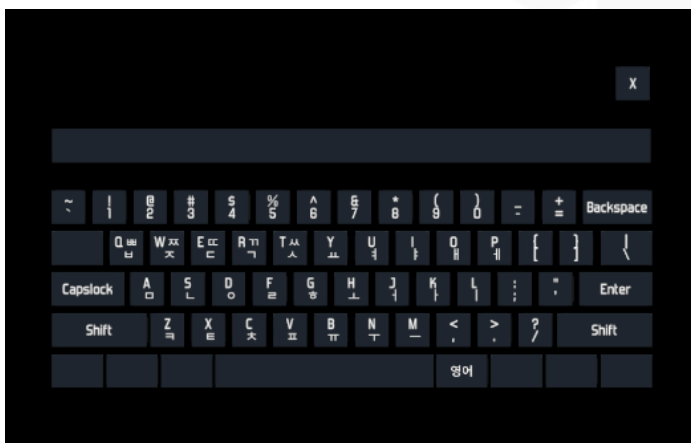 X
~ ` ! 1 @ 2 # 3 $ 4 % 5 ^ 6 & 7 * 8 ( 9 ) 0 _ - + = Backspace
Q ㅃ ㅂ W ㅉ ㅈ E ㄸ ㄷ R ㄲ ㄱ T ㅆ ㅅ Y ㅛ U ㅕ I ㅑ O ㅐ P ㅔ { [ } ] | \
Capslock A ㅁ S ㄴ D ㅇ F ㄹ G ㅎ H ㅗ J ㅓ K ㅏ L ㅣ : ; " ' Enter
Shift Z ㅋ X ㅌ C ㅊ V ㅍ B ㅠ N ㅜ M ㅡ < , > . ? / Shift
영어